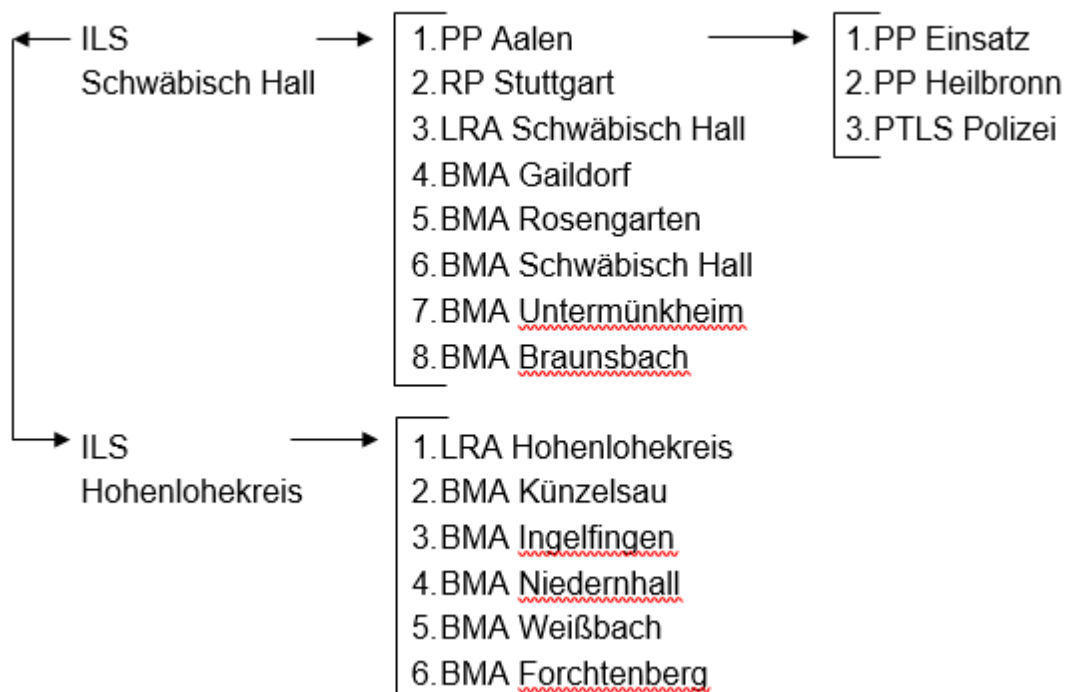 ILS
Schwäbisch Hall
1.PP Aalen
2.RP Stuttgart
3.LRA Schwäbisch Hall
4.BMA Gaildorf
5.BMA Rosengarten
6.BMA Schwäbisch Hall
7.BMA Untermünkheim
8.BMA Braunsbach
1.PP Einsatz
2.PP Heilbronn
3.PTLS Polizei
ILS
Hohenlohekreis
1.LRA Hohenlohekreis
2.BMA Künzelsau
3.BMA Ingelfingen
4.BMA Niedernhall
5.BMA Weißbach
6.BMA Forchtenberg